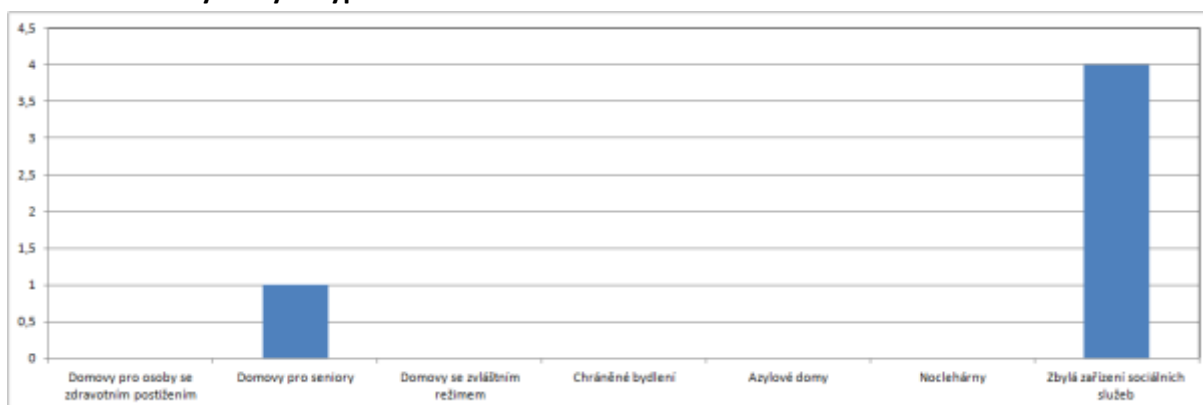 4,5
4
3,5
3
2,5
2
1,5
1
0,5
0
Domovy pro osoby se
zdravotním postižením
Domovy pro seniory
Domovy se zvláštním
režimem
Chráněné bydlení
Azylové domy
Noclehárny
Zbylá zařízení sociálních
služeb